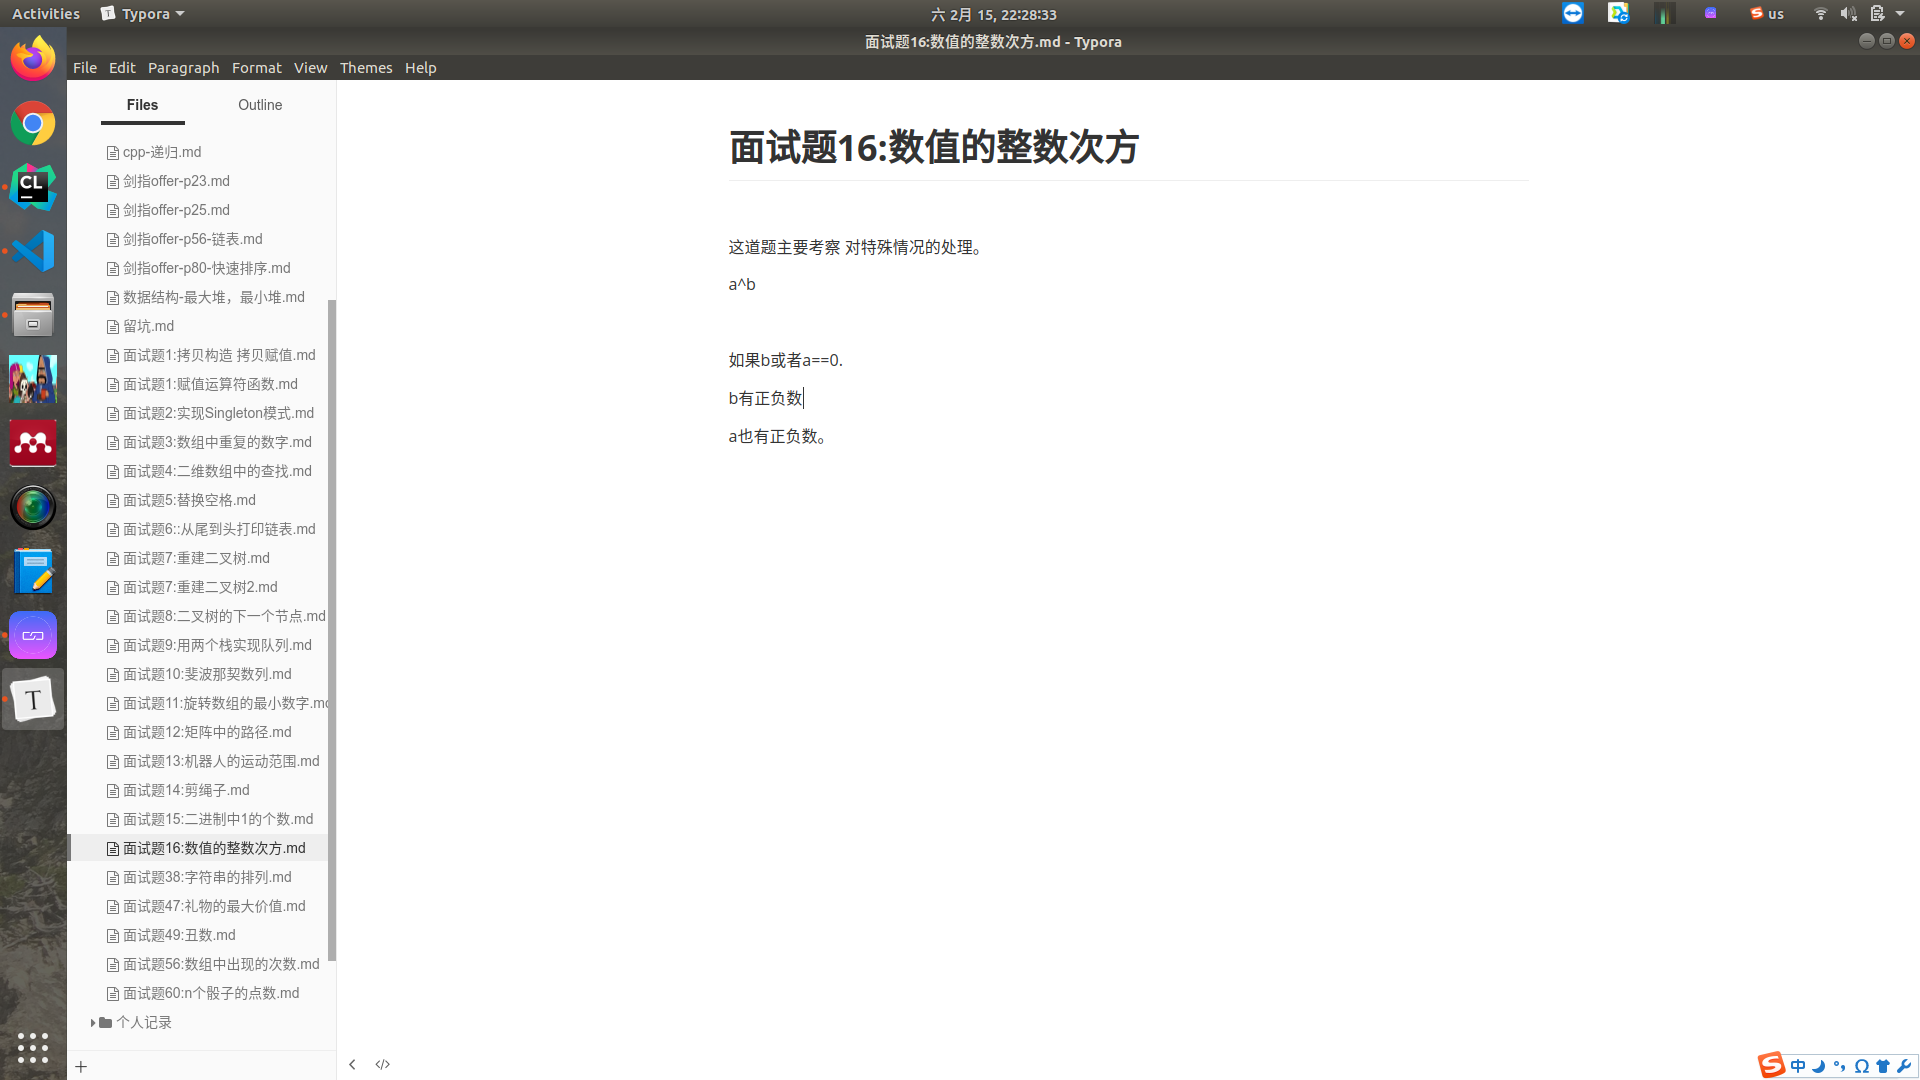 Activities Typora 六 2月 15, 22:28:33 us
面试题16:数值的整数次方.md - Typora
File Edit Paragraph Format View Themes Help
Files Outline
cpp-递归.md
剑指offer-p23.md
剑指offer-p25.md
剑指offer-p56-链表.md
剑指offer-p80-快速排序.md
数据结构-最大堆，最小堆.md
留坑.md
面试题1:拷贝构造 拷贝赋值.md
面试题1:赋值运算符函数.md
面试题2:实现Singleton模式.md
面试题3:数组中重复的数字.md
面试题4:二维数组中的查找.md
面试题5:替换空格.md
面试题6::从尾到头打印链表.md
面试题7:重建二叉树.md
面试题7:重建二叉树2.md
面试题8:二叉树的下一个节点.md
面试题9:用两个栈实现队列.md
面试题10:斐波那契数列.md
面试题11:旋转数组的最小数字.md
面试题12:矩阵中的路径.md
面试题13:机器人的运动范围.md
面试题14:剪绳子.md
面试题15:二进制中1的个数.md
面试题16:数值的整数次方.md
面试题38:字符串的排列.md
面试题47:礼物的最大价值.md
面试题49:丑数.md
面试题56:数组中出现的次数.md
面试题60:n个骰子的点数.md
个人记录
面试题16:数值的整数次方
这道题主要考察 对特殊情况的处理。
a^b
如果b或者a==0.
b有正负数
a也有正负数。
CL
T
中